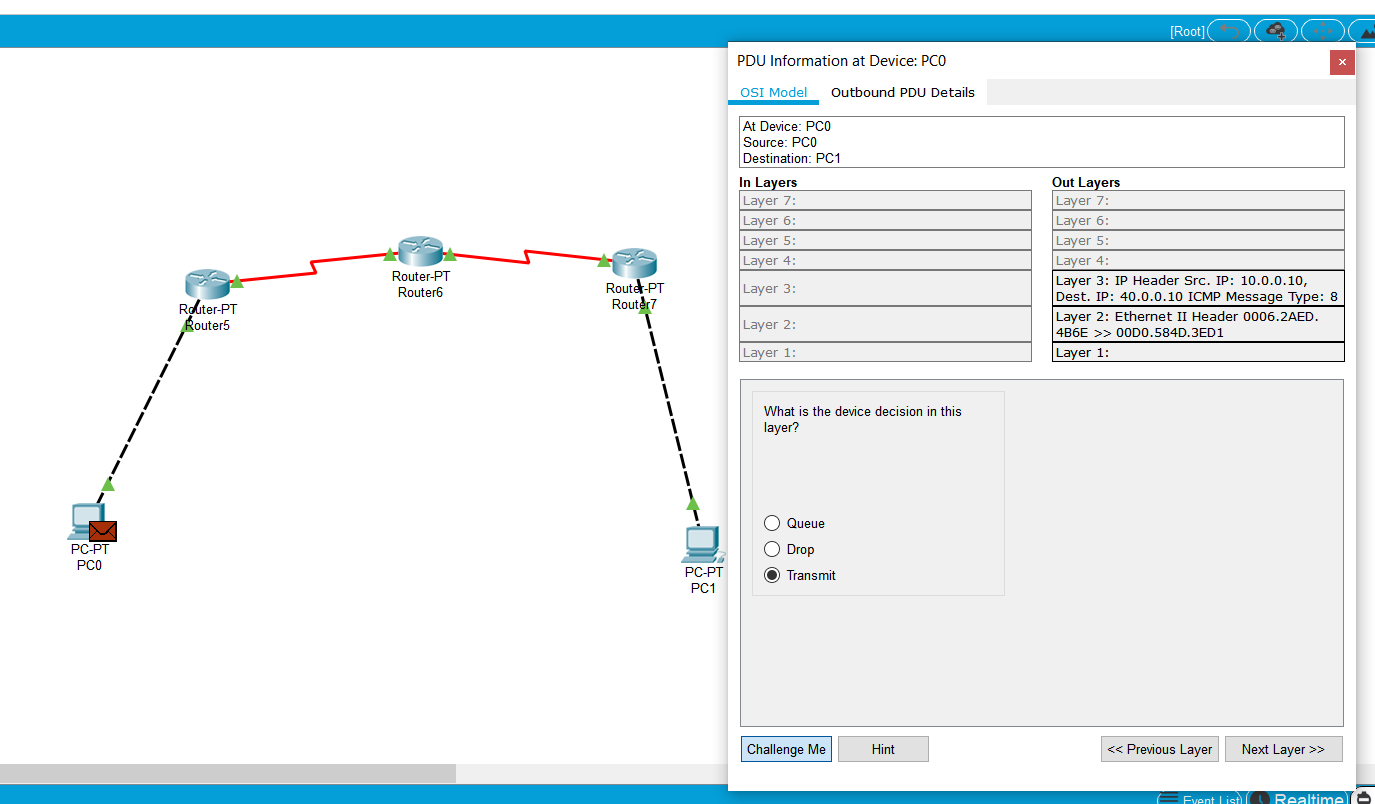 [Root]
PDU Information at Device: PC0
OSI Model
Outbound PDU Details
At Device: PC0
Source: PC0
Destination: PC1
In Layers
Layer 7:
Layer 6:
Layer 5:
Layer 4:
Layer 3:
Layer 2:
Layer 1:
Out Layers
Layer 7:
Layer 6:
Layer 5:
Layer 4:
Layer 3: IP Header Src. IP: 10.0.0.10,
Dest. IP: 40.0.0.10 ICMP Message Type: 8
Layer 2: Ethernet II Header 0006.2AED.
4B6E >> 00D0.584D.3ED1
Layer 1:
What is the device decision in this
layer?
Queue
Drop
Transmit
Challenge Me
Hint
<< Previous Layer
Next Layer >>
Router-PT
Router5
Router-PT
Router6
Router-PT
Router7
PC-PT
PC0
PC-PT
PC1
Event List
Realtime